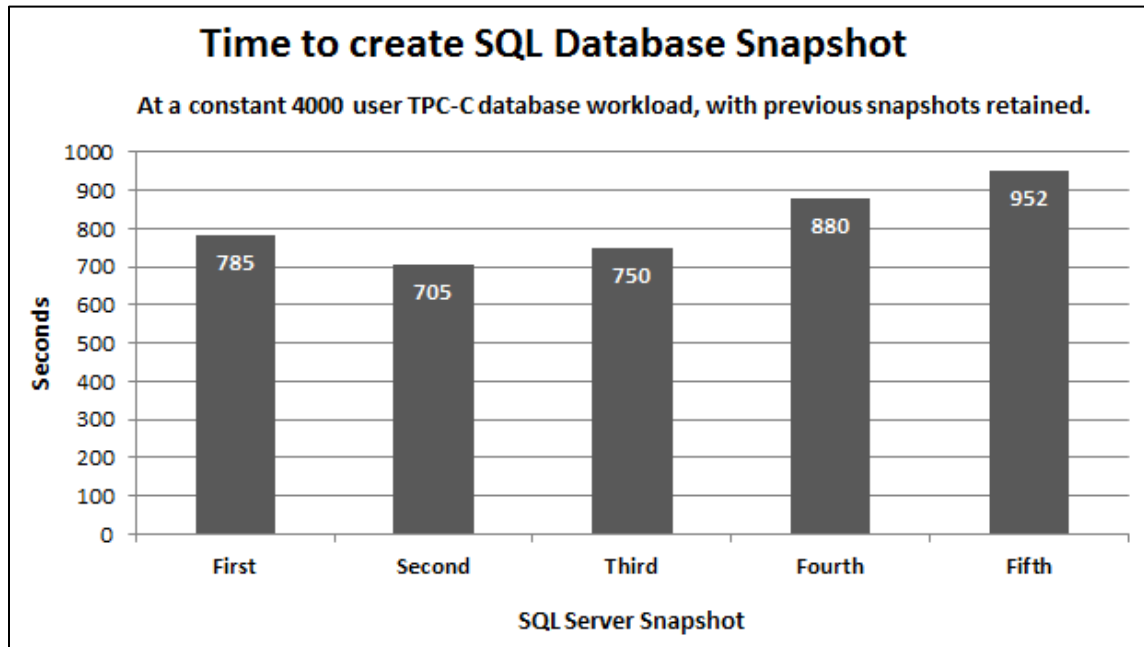 Time to create SQL Database Snapshot
At a constant 4000 user TPC-C database workload, with previous snapshots retained.
1000
900
800
700
600
500
400
300
200
100
0
Seconds
785
705
750
880
952
First
Second
Third
Fourth
Fifth
SQL Server Snapshot